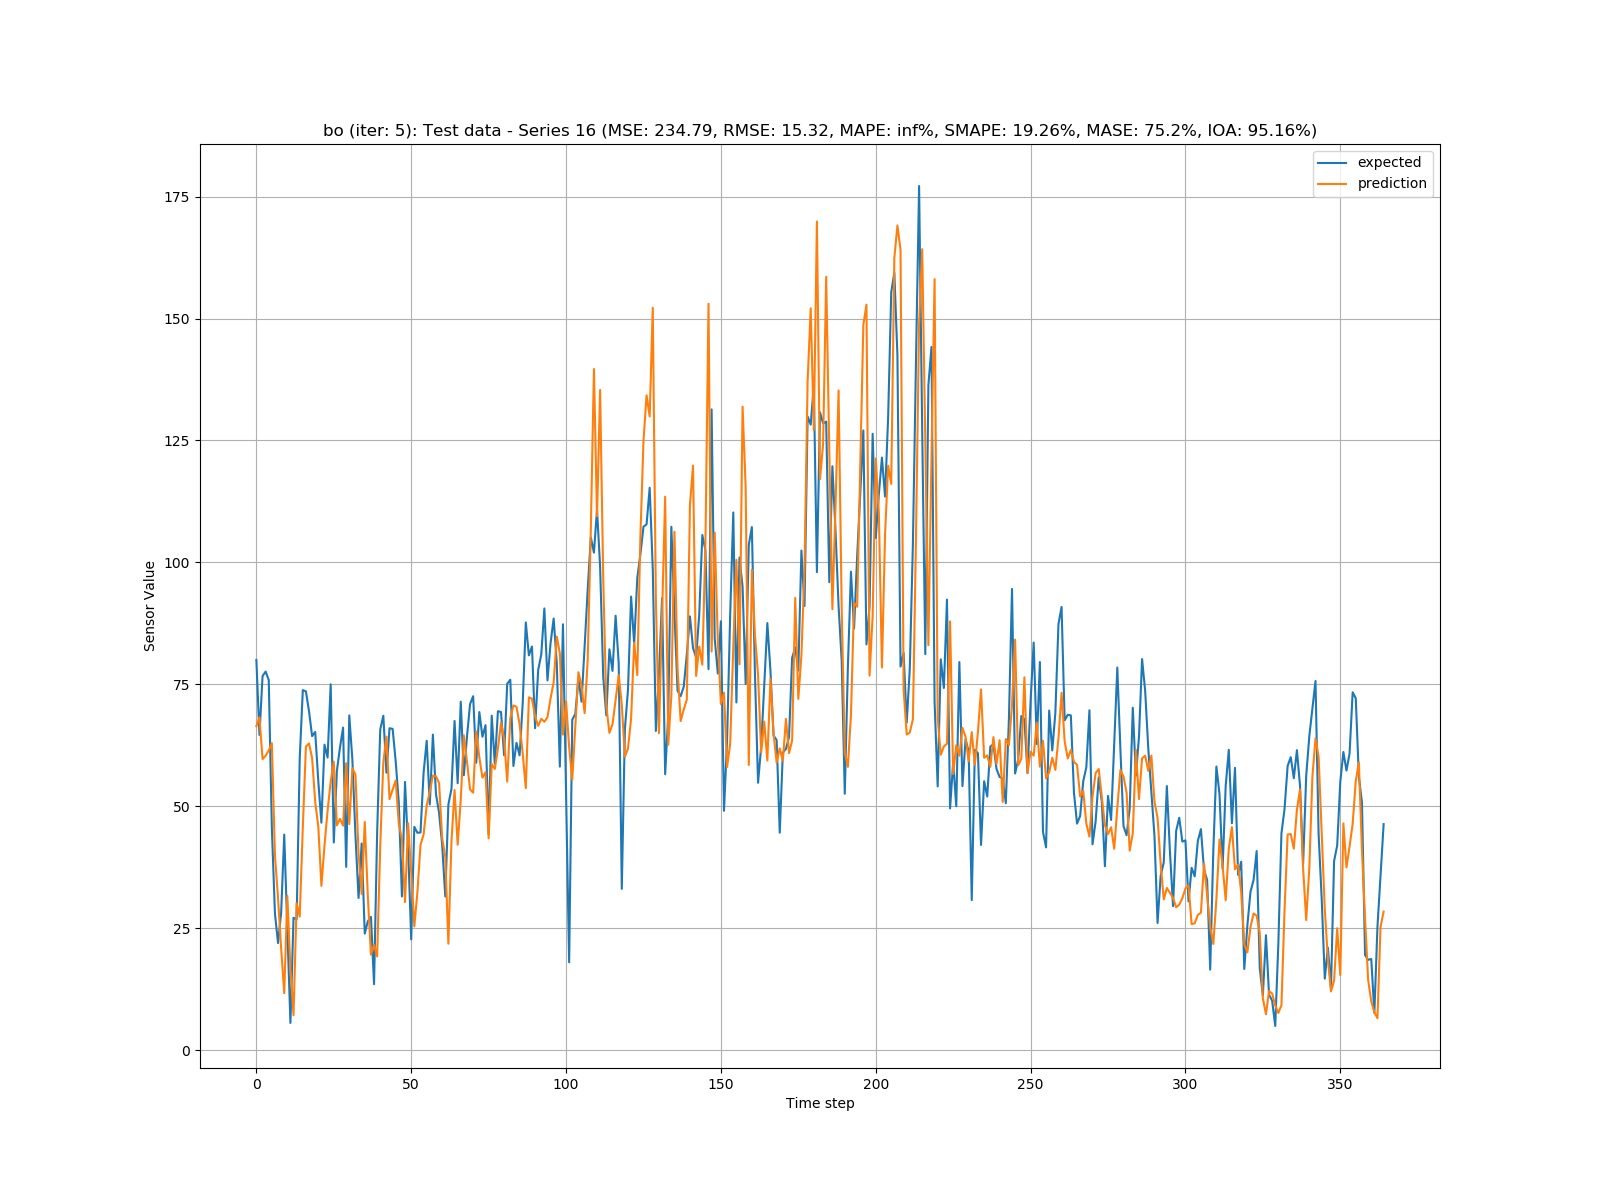 bo (iter: 5): Test data - Series 16 (MSE: 234.79, RMSE: 15.32, MAPE: inf%, SMAPE: 19.26%, MASE: 75.2%, IOA: 95.16%)
expected
prediction
175
150
125
100
75
50
25
0
Sensor Value
0 50 100 150 200 250 300 350
Time step